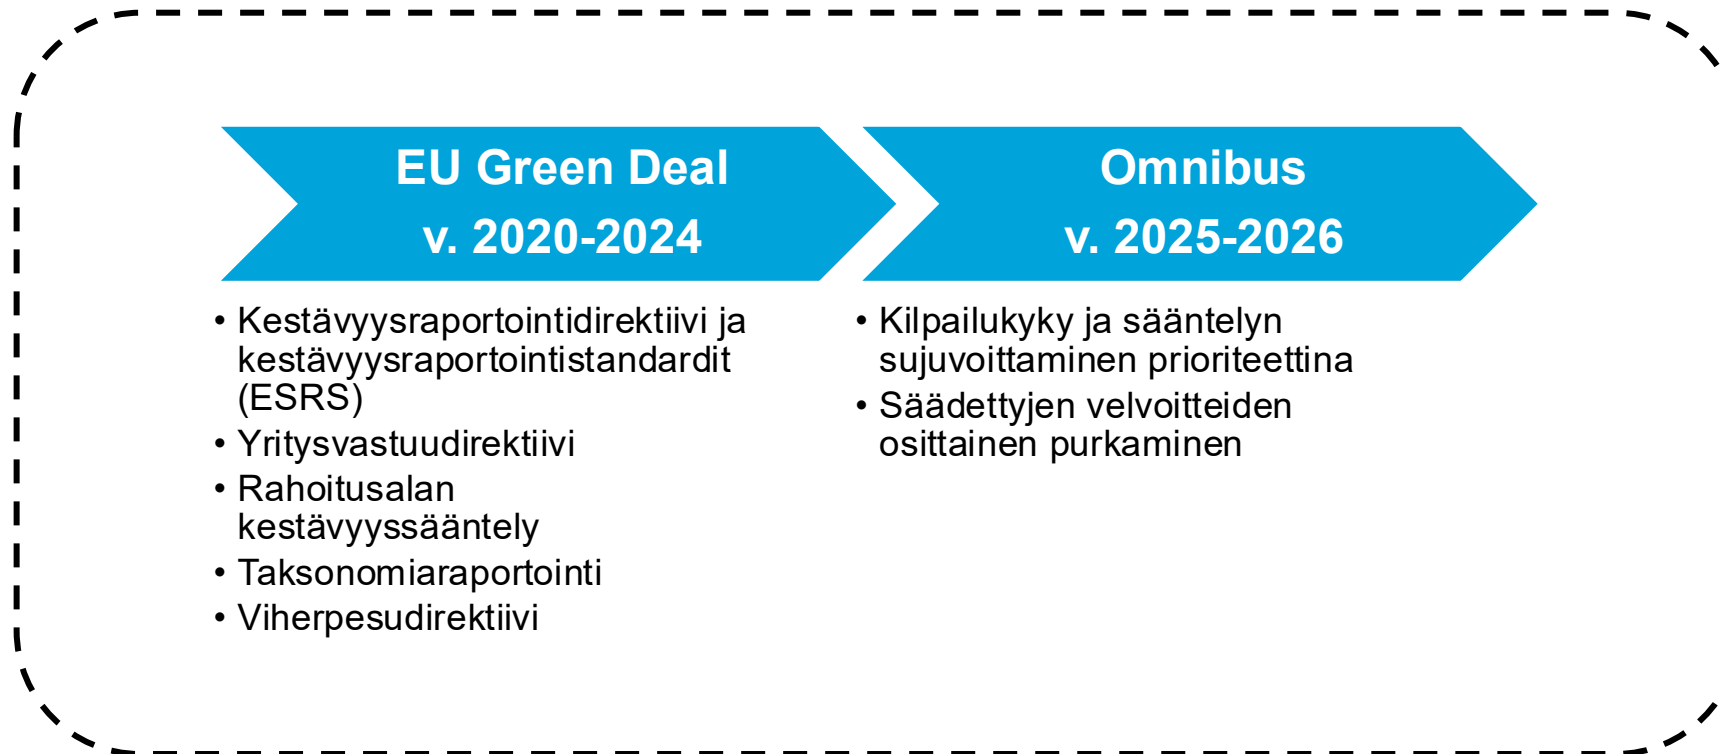 EU Green Deal
v. 2020-2024
• Kestävyysraportointidirektiivi ja
kestävyysraportointistandardit
(ESRS)
• Yritysvastuudirektiivi
• Rahoitusalan
kestävyyssääntely
• Taksonomiaraportointi
• Viherpesudirektiivi
Omnibus
v. 2025-2026
• Kilpailukyky ja sääntelyn
sujuvoittaminen prioriteettina
• Säädettyjen velvoitteiden
osittainen purkaminen